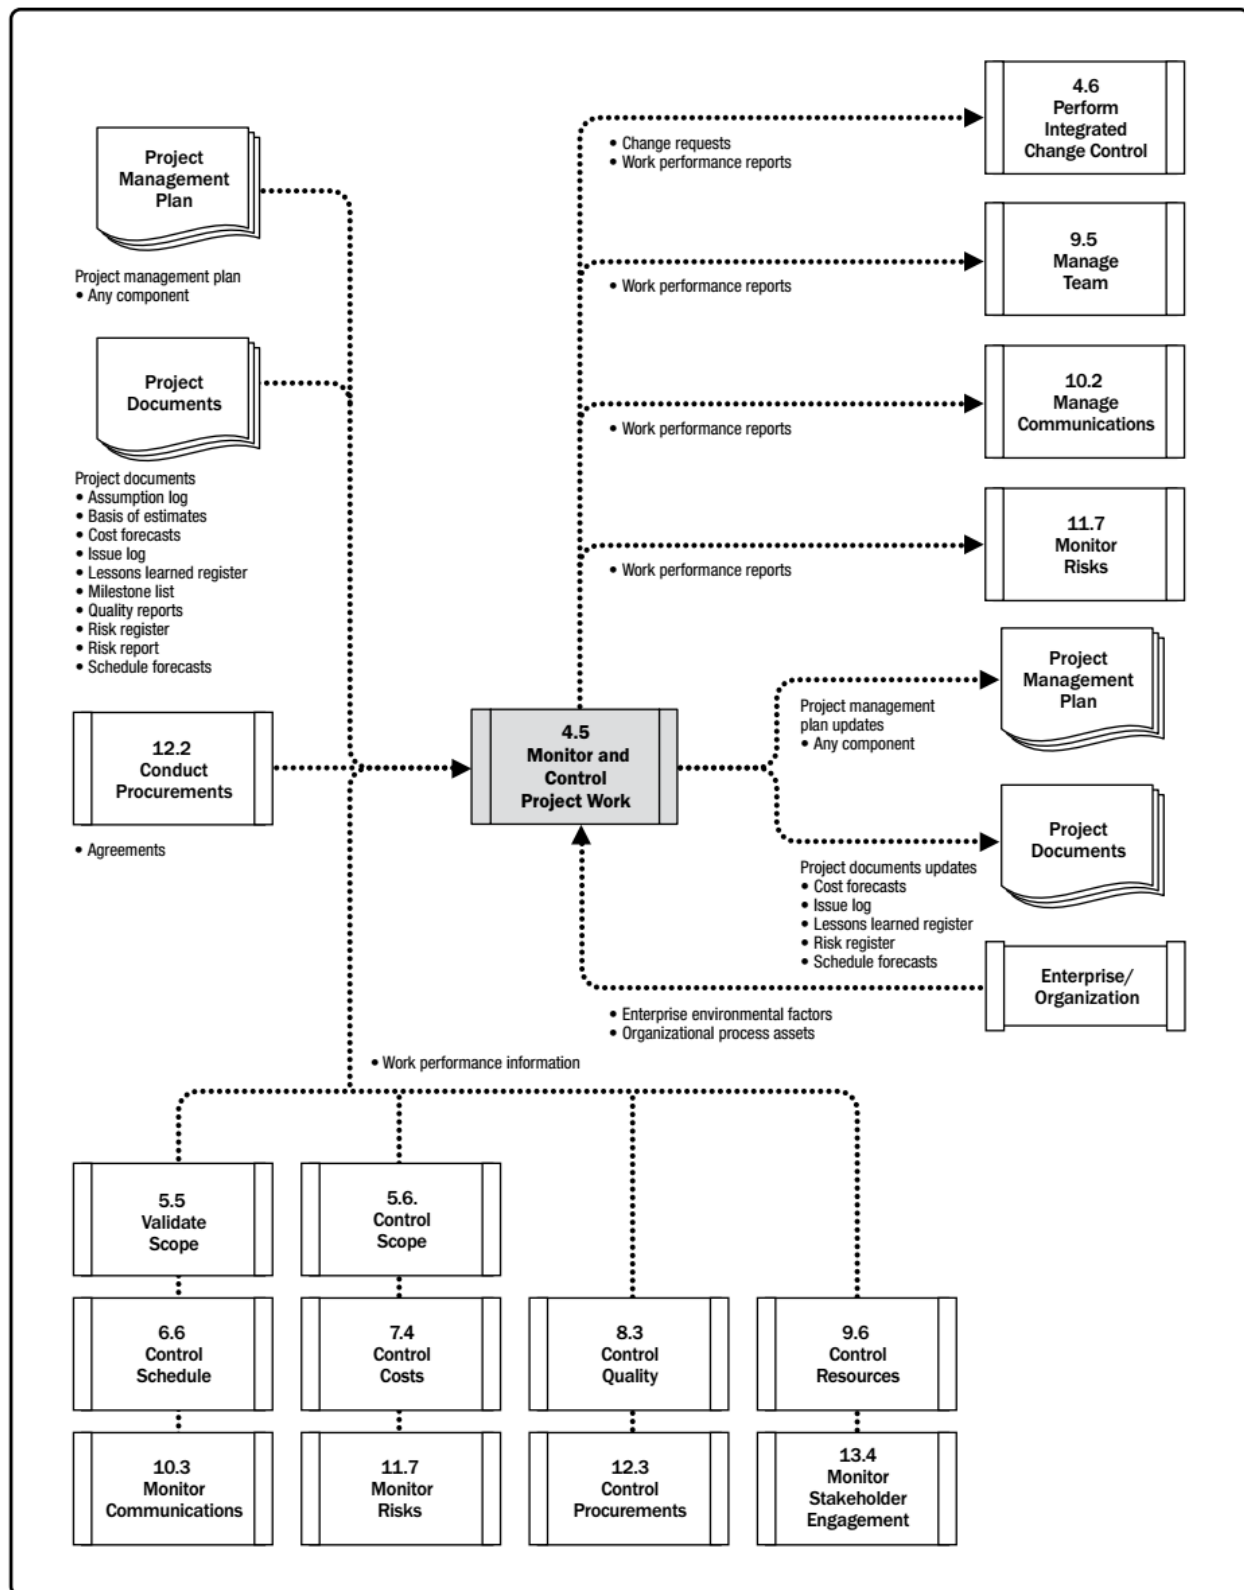 4.6
Perform
Integrated
Change Control
• Change requests
• Work performance reports
Project
Management
Plan
Project management plan
• Any component
9.5
Manage
Team
• Work performance reports
Project
Documents
Project documents
• Assumption log
• Basis of estimates
• Cost forecasts
• Issue log
• Lessons learned register
• Milestone list
• Quality reports
• Risk register
• Risk report
• Schedule forecasts
10.2
Manage
Communications
• Work performance reports
11.7
Monitor
Risks
• Work performance reports
Project
Management
Plan
Project management
plan updates
• Any component
12.2
Conduct
Procurements
• Agreements
4.5
Monitor and
Control
Project Work
Project
Documents
Project documents updates
• Cost forecasts
• Issue log
• Lessons learned register
• Risk register
• Schedule forecasts
Enterprise/
Organization
• Enterprise environmental factors
• Organizational process assets
• Work performance information
5.5
Validate
Scope
5.6.
Control
Scope
6.6
Control
Schedule
7.4
Control
Costs
8.3
Control
Quality
9.6
Control
Resources
10.3
Monitor
Communications
11.7
Monitor
Risks
12.3
Control
Procurements
13.4
Monitor
Stakeholder
Engagement